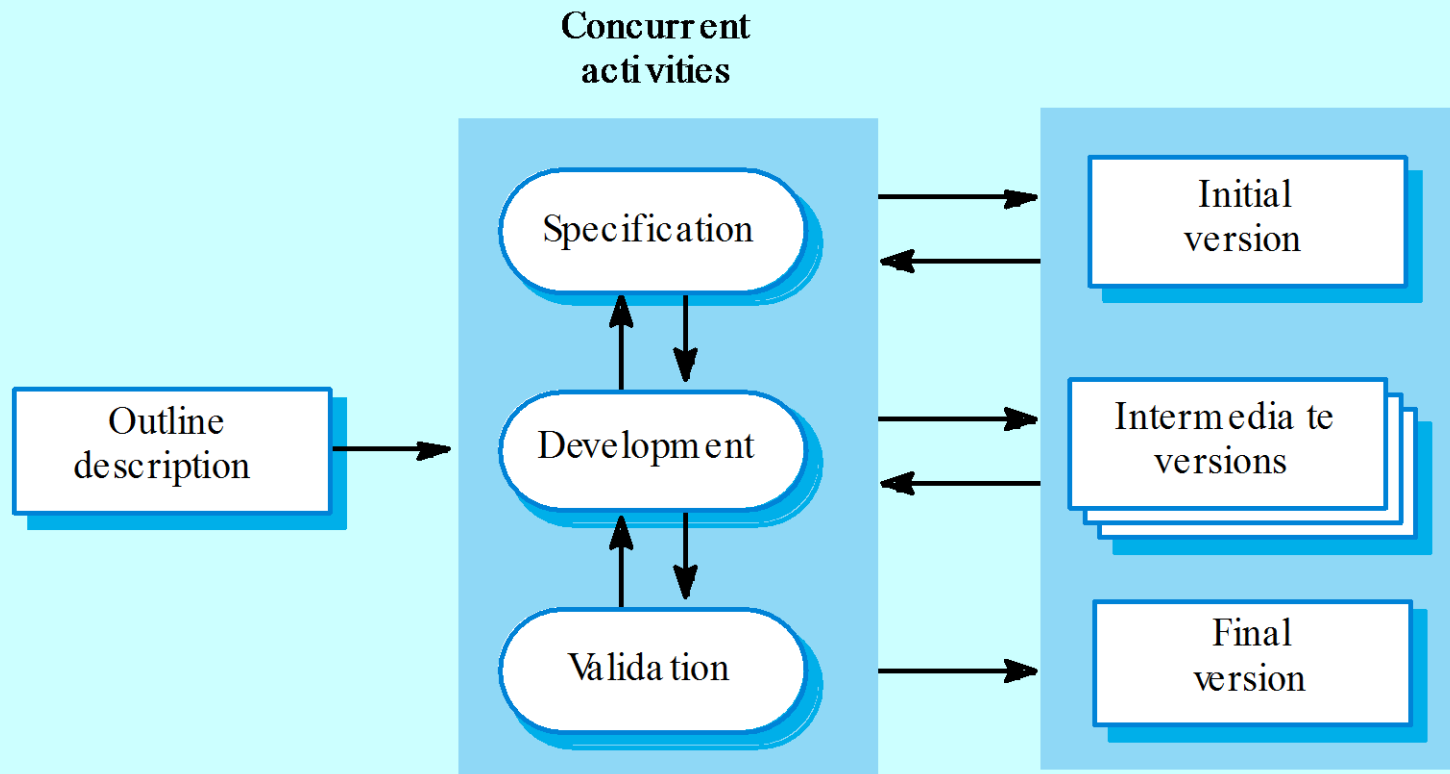 Concurrent
activities
Specification
Initial
version
Outline
description
Development
Intermediate
versions
Validation
Final
version